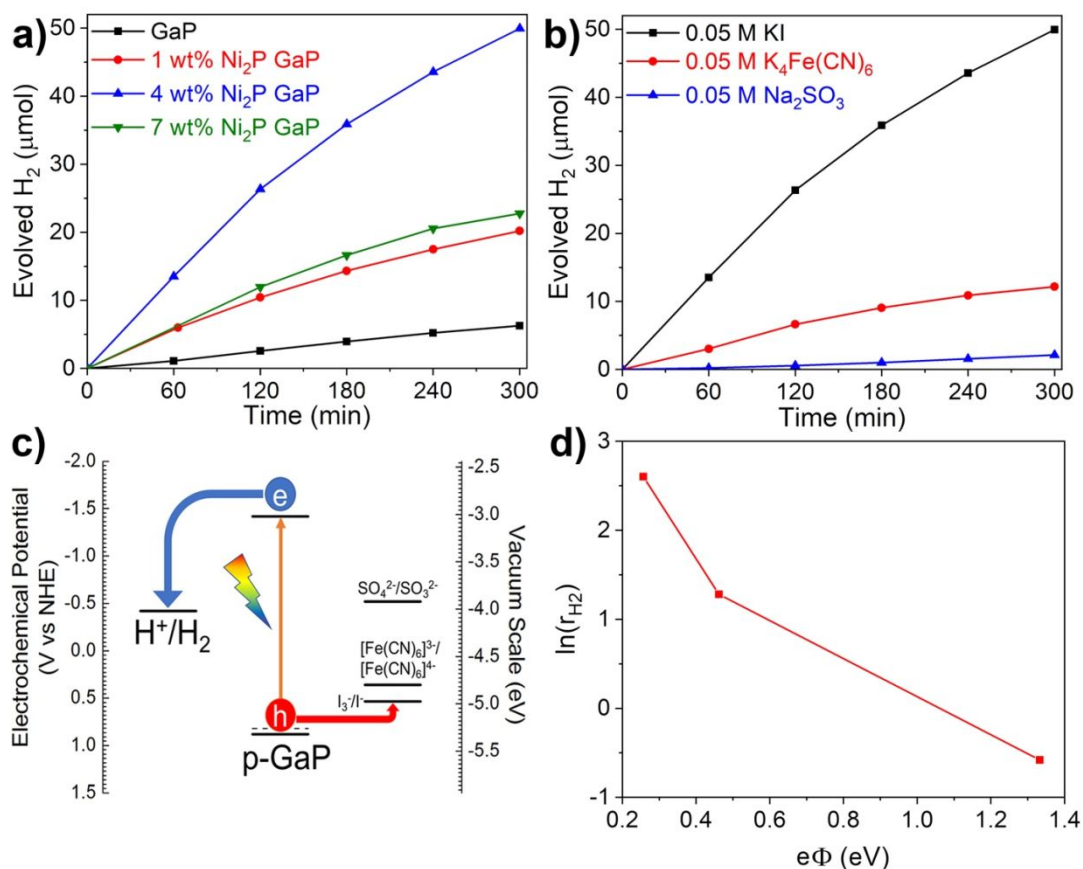 a)
GaP
1 wt% Ni₂P GaP
4 wt% Ni₂P GaP
7 wt% Ni₂P GaP
Evolved H₂ (μmol)
50
40
30
20
10
0
0 60 120 180 240 300
Time (min)
b)
0.05 M KI
0.05 M K₄Fe(CN)₆
0.05 M Na₂SO₃
Evolved H₂ (μmol)
50
40
30
20
10
0
0 60 120 180 240 300
Time (min)
c)
Electrochemical Potential
(V vs NHE)
-2.0
-1.5
-1.0
-0.5
0.0
0.5
1.0
1.5
e
H⁺/H₂
h
p-GaP
SO₄²⁻/SO₃²⁻
[Fe(CN)₆]³⁻/
[Fe(CN)₆]⁴⁻
I₃⁻/I⁻
-2.5
-3.0
-3.5
-4.0
-4.5
-5.0
-5.5
Vacuum Scale (eV)
d)
ln(r_H2)
3
2
1
0
-1
0.2 0.4 0.6 0.8 1.0 1.2 1.4
eΦ (eV)